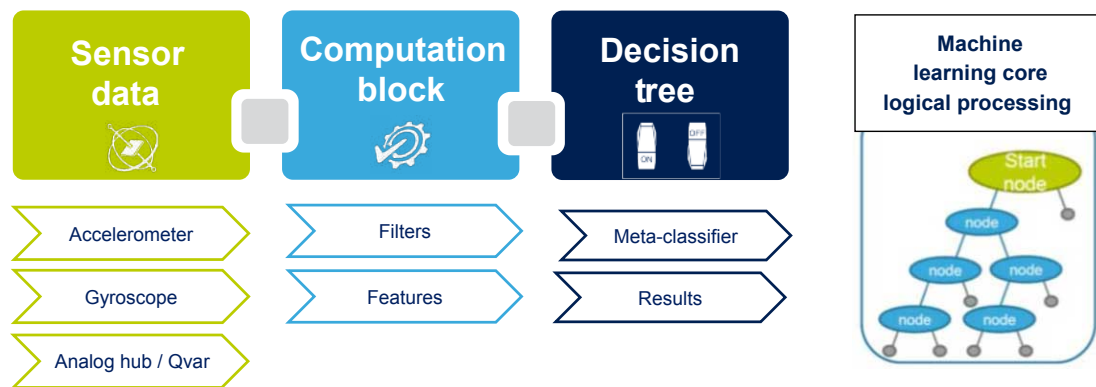 Sensor
data
Computation
block
Decision
tree
ON
OFF
Accelerometer
Gyroscope
Analog hub / Qvar
Filters
Features
Meta-classifier
Results
Machine
learning core
logical processing
Start
node
node
node
node
node
node